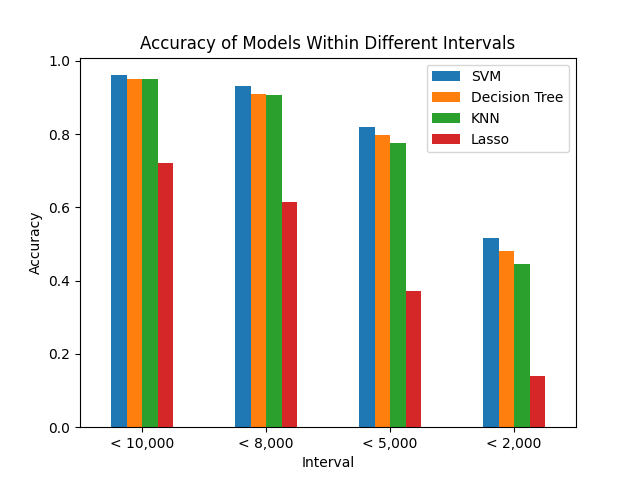 Accuracy of Models Within Different Intervals
SVM
Decision Tree
KNN
Lasso
Accuracy
1.0
0.8
0.6
0.4
0.2
0.0
< 10,000
< 8,000
< 5,000
< 2,000
Interval